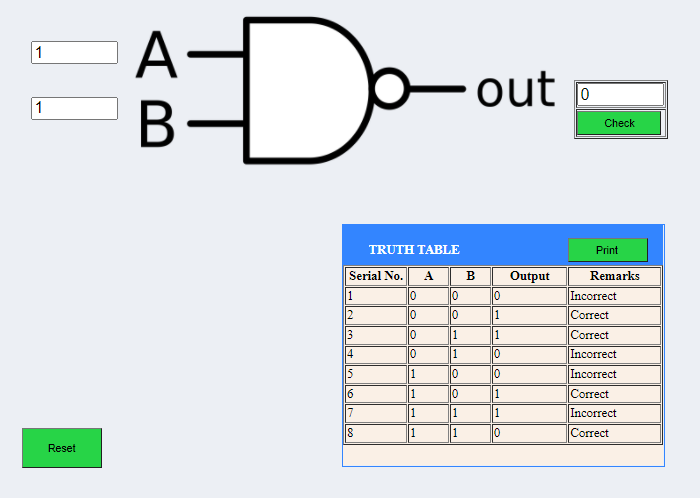 1
A
1
B
out
0
Check
TRUTH TABLE Print
Serial No. A B Output Remarks
1 0 0 0 Incorrect
2 0 0 1 Correct
3 0 1 1 Correct
4 0 1 0 Incorrect
5 1 0 0 Incorrect
6 1 0 1 Correct
7 1 1 1 Incorrect
8 1 1 0 Correct
Reset